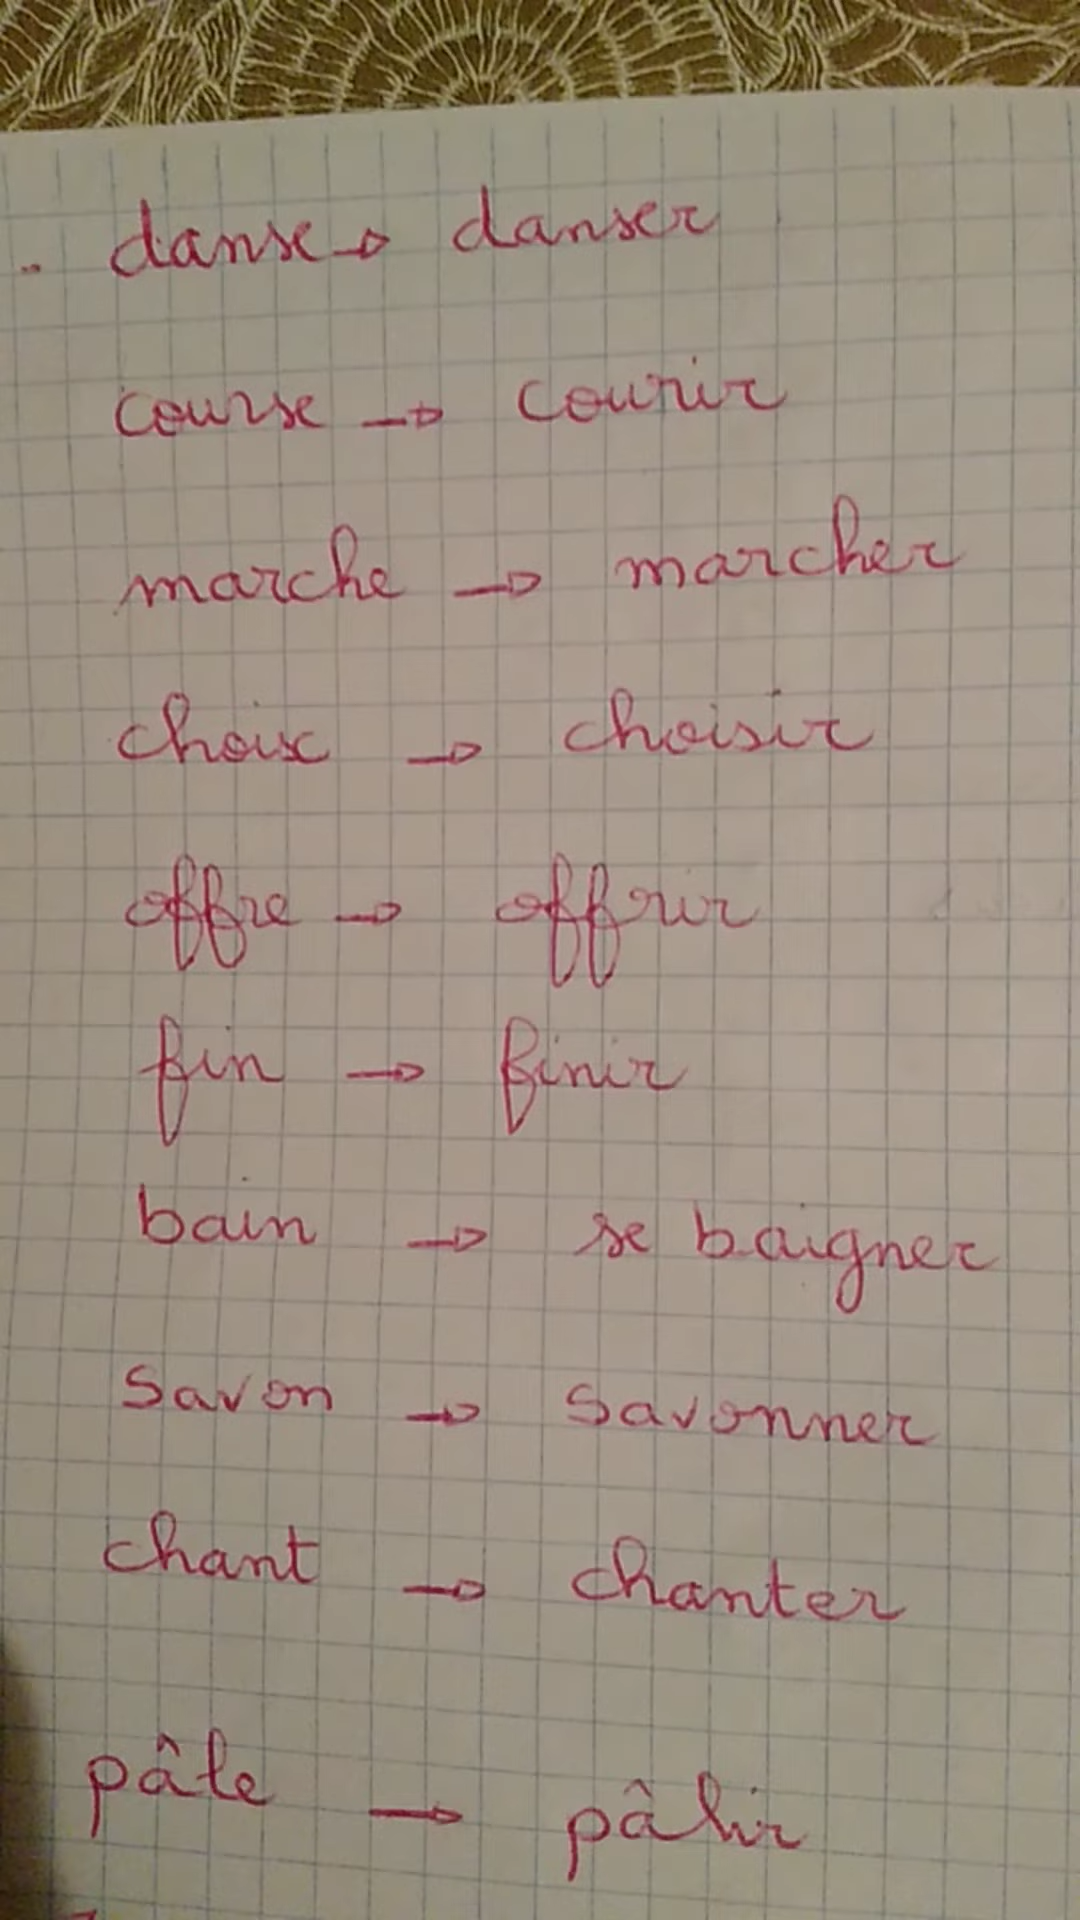 danse → danser
course → courir
marche → marcher
choix → choisir
offre → offrir
fin → finir
bain → se baigner
savon → savonner
chant → chanter
pâle → pâlir